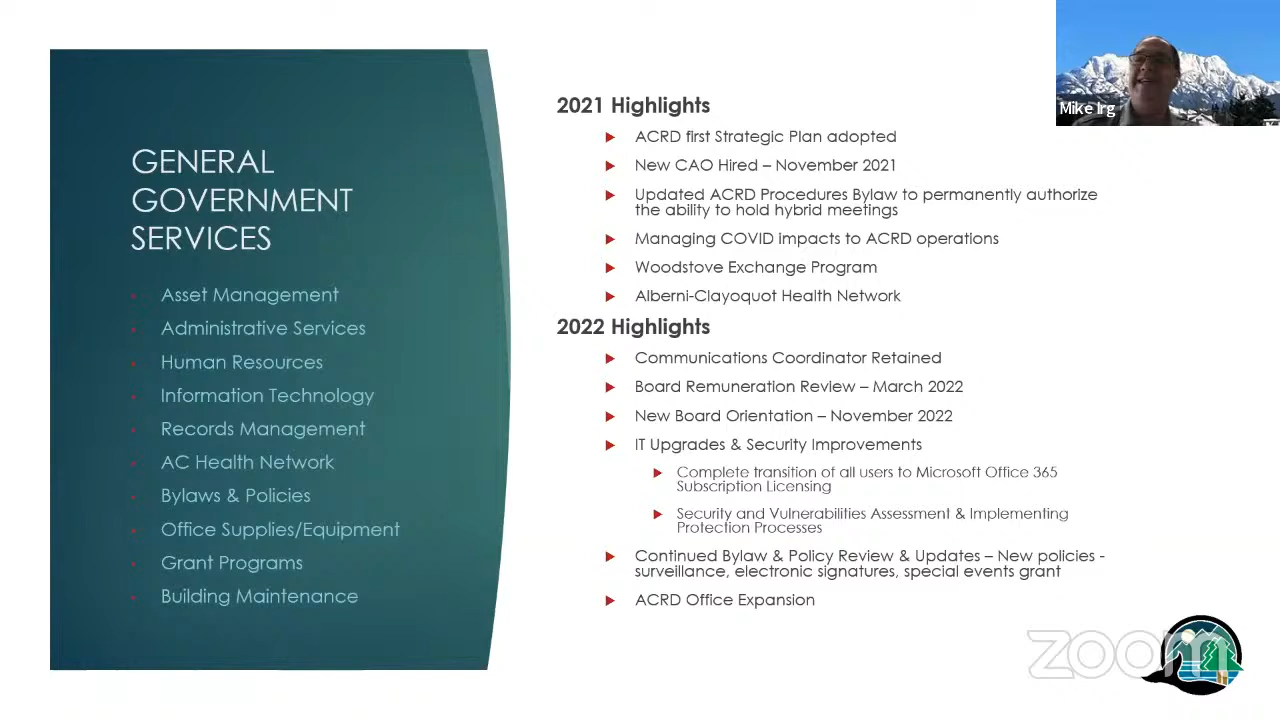 GENERAL
GOVERNMENT
SERVICES
Asset Management
Administrative Services
Human Resources
Information Technology
Records Management
AC Health Network
Bylaws & Policies
Office Supplies/Equipment
Grant Programs
Building Maintenance
2021 Highlights
ACRD first Strategic Plan adopted
New CAO Hired – November 2021
Updated ACRD Procedures Bylaw to permanently authorize
the ability to hold hybrid meetings
Managing COVID impacts to ACRD operations
Woodstove Exchange Program
Alberni-Clayoquot Health Network
2022 Highlights
Communications Coordinator Retained
Board Remuneration Review – March 2022
New Board Orientation – November 2022
IT Upgrades & Security Improvements
Complete transition of all users to Microsoft Office 365
Subscription Licensing
Security and Vulnerabilities Assessment & Implementing
Protection Processes
Continued Bylaw & Policy Review & Updates – New policies -
surveillance, electronic signatures, special events grant
ACRD Office Expansion
Mike Irg
zoom